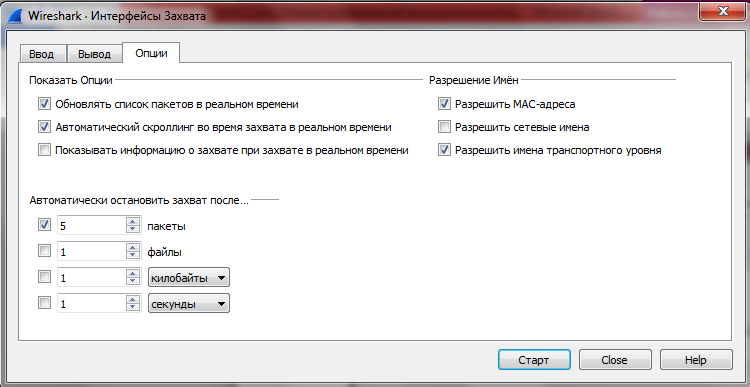 Wireshark · Интерфейсы Захвата
Ввод Вывод Опции
Показать Опции
Обновлять список пакетов в реальном времени
Автоматический скроллинг во время захвата в реальном времени
Показывать информацию о захвате при захвате в реальном времени
Разрешение Имён
Разрешить MAC-адреса
Разрешить сетевые имена
Разрешить имена транспортного уровня
Автоматически остановить захват после...
5 пакеты
1 файлы
1 килобайты
1 секунды
Старт Close Help